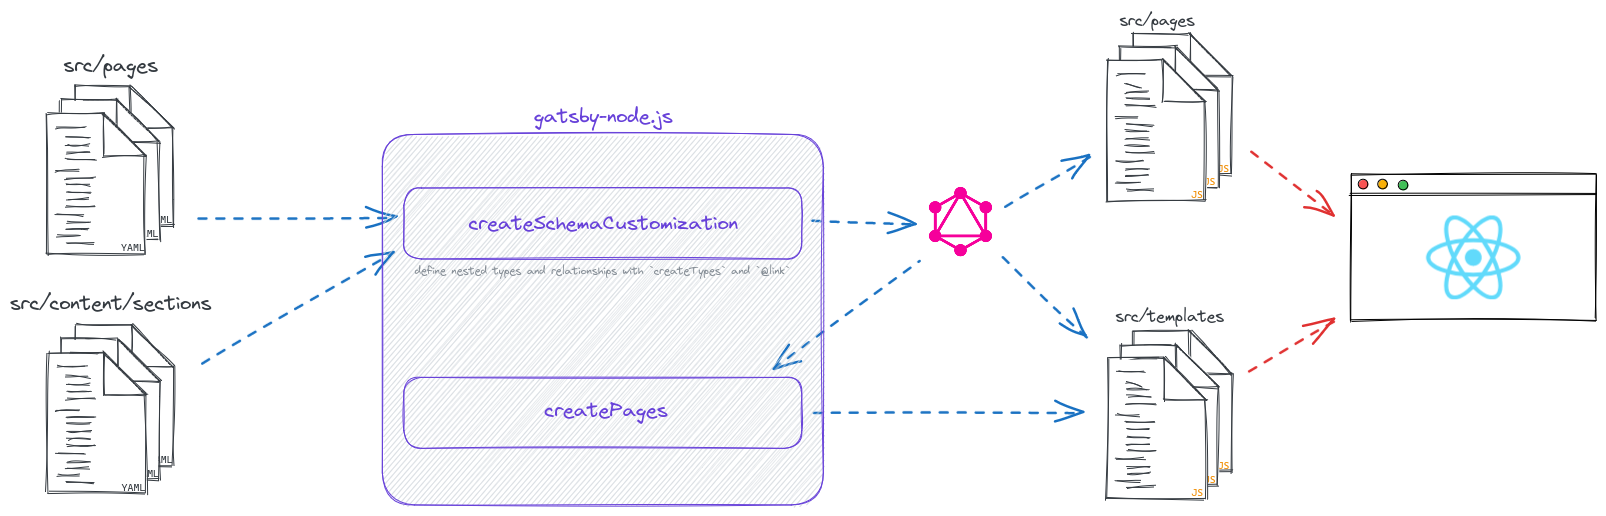 src/pages
ML
ML
YAML
src/content/sections
ML
ML
YAML
gatsby-node.js
createSchemaCustomization
define nested types and relationships with `createTypes` and `@link`
createPages
src/pages
JS
JS
JS
src/templates
JS
JS
JS